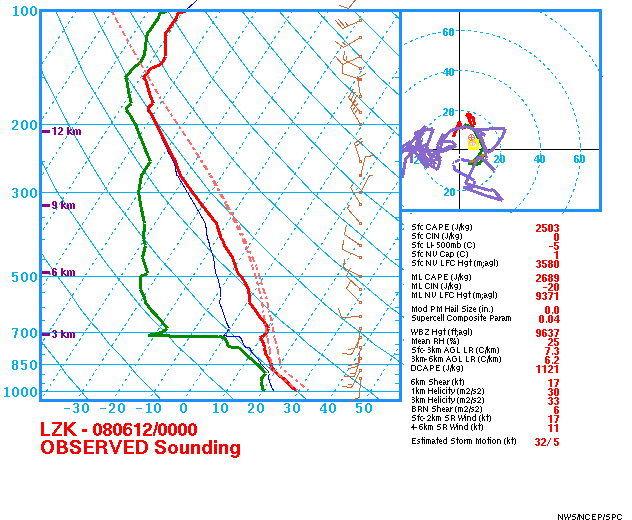 100
200
300
500
700
850
1000
12 km
9 km
6 km
3 km
-30 -20 -10 0 10 20 30 40 50
LZK - 080612/0000
OBSERVED Sounding
60
40
20
20 40 60
20
Sfc CAPE (J/kg) 2503
Sfc CIN (J/kg) 0
Sfc LI-500mb (C) -5
Sfc NV Cap (C) 1
Sfc NV LFC Hgt (m;agl) 3580
ML CAPE (J/kg) 2689
ML CIN (J/kg) -20
ML NV LFC Hgt (m;agl) 9371
Mod PM Hail Size (in.) 0.0
Supercell Composite Param 0.04
WBZ Hgt (ft;agl) 9637
Mean RH (%) 25
Sfc-3km AGL LR (C/km) 7.3
3km-6km AGL LR (C/km) 6.2
DCAPE (J/kg) 1121
6km Shear (kt) 17
1km Helicity (m2/s2) 30
3km Helicity (m2/s2) 33
BRN Shear (m2/s2) 6
Sfc-2km SR Wind (kt) 17
4-6km SR Wind (kt) 11
Estimated Storm Motion (kt) 32/ 5
NWS/NCEP/SPC